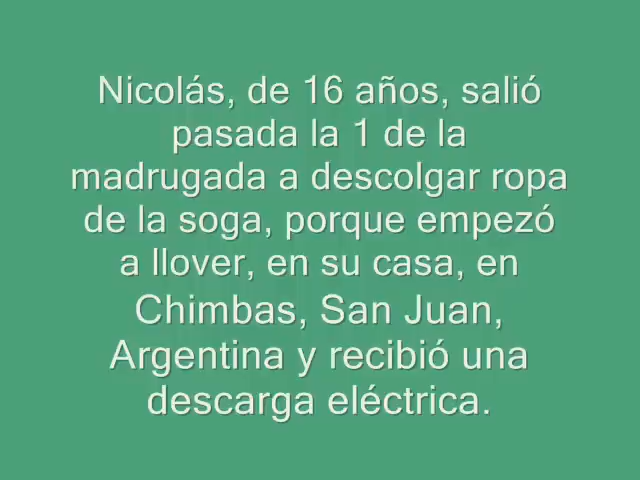 Nicolás, de 16 años, salió
pasada la 1 de la
madrugada a descolgar ropa
de la soga, porque empezó
a llover, en su casa, en
Chimbas, San Juan,
Argentina y recibió una
descarga eléctrica.